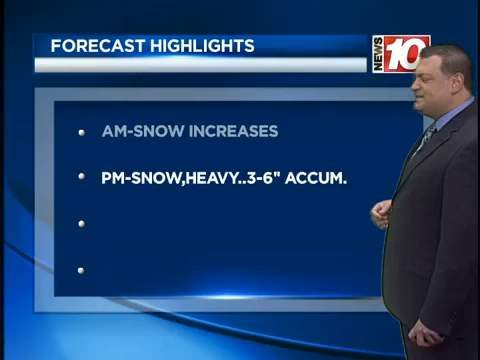 FORECAST HIGHLIGHTS
NEWS 10
AM-SNOW INCREASES
PM-SNOW,HEAVY..3-6" ACCUM.